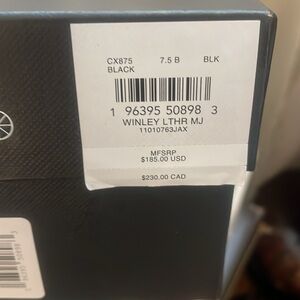 CX875 7.5 B BLK
BLACK
1 96395 50898 3
WINLEY LTHR MJ
11010763JAX
MFSRP
$185.00 USD
$230.00 CAD